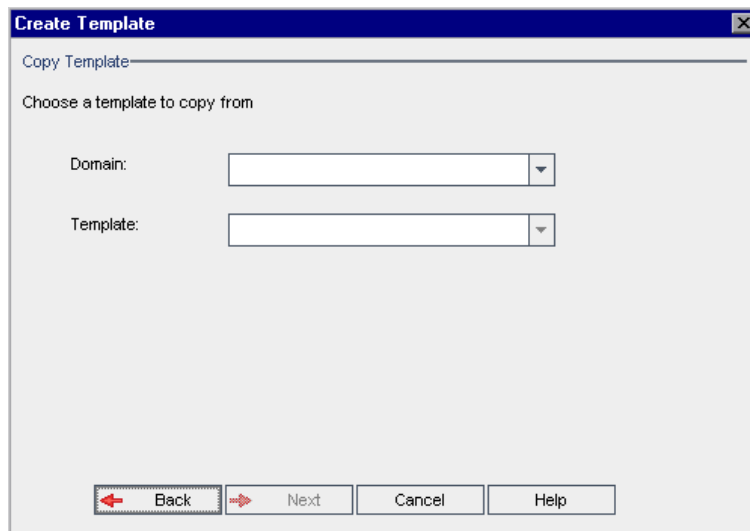 Create Template
Copy Template
Choose a template to copy from
Domain:
Template:
Back Next Cancel Help